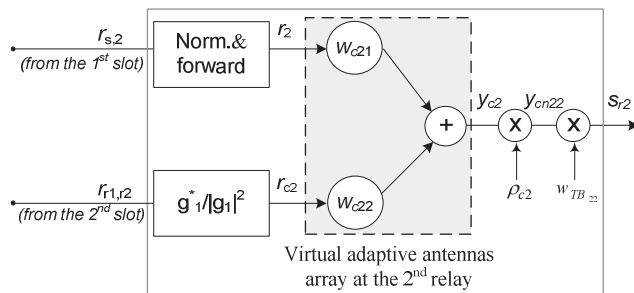 r_{s,2}
(from the 1^{st} slot)
Norm.&
forward
r_2
w_{c21}
+
y_{c2}
y_{cn22}
s_{r2}
x
x
ρ_{c2}
w_{TB_{22}}
r_{r1,r2}
(from the 2^{nd} slot)
g^*_1/|g_1|^2
r_{c2}
w_{c22}
Virtual adaptive antennas
array at the 2^{nd} relay